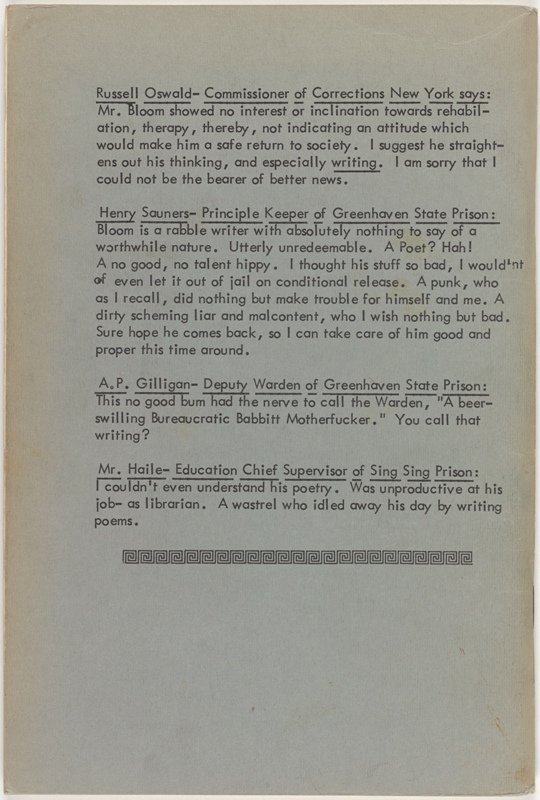 Russell Oswald- Commissioner of Corrections New York says:
Mr. Bloom showed no interest or inclination towards rehabil-
ation, therapy, thereby, not indicating an attitude which
would make him a safe return to society. I suggest he straight-
ens out his thinking, and especially writing. I am sorry that I
could not be the bearer of better news.
Henry Sauners- Principle Keeper of Greenhaven State Prison:
Bloom is a rabble writer with absolutely nothing to say of a
worthwhile nature. Utterly unredeemable. A Poet? Hah!
A no good, no talent hippy. I thought his stuff so bad, I would'nt
of even let it out of jail on conditional release. A punk, who
as I recall, did nothing but make trouble for himself and me. A
dirty scheming liar and malcontent, who I wish nothing but bad.
Sure hope he comes back, so I can take care of him good and
proper this time around.
A.P. Gilligan- Deputy Warden of Greenhaven State Prison:
This no good bum had the nerve to call the Warden, "A beer-
swilling Bureaucratic Babbitt Motherfucker." You call that
writing?
Mr. Haile- Education Chief Supervisor of Sing Sing Prison:
I couldn't even understand his poetry. Was unproductive at his
job- as librarian. A wastrel who idled away his day by writing
poems.